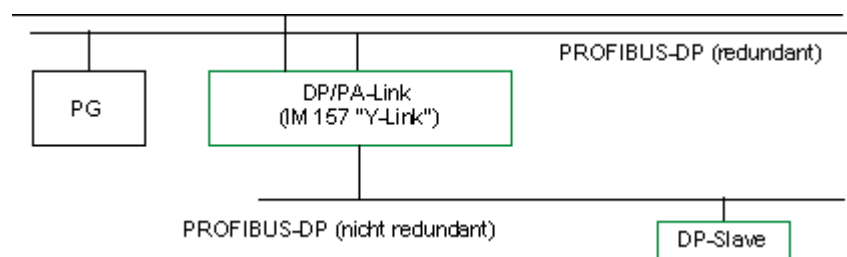 PROFIBUS-DP (redundant)
PG
DP/PA-Link
(IM 157 "Y-Link")
PROFIBUS-DP (nicht redundant)
DP-Slave